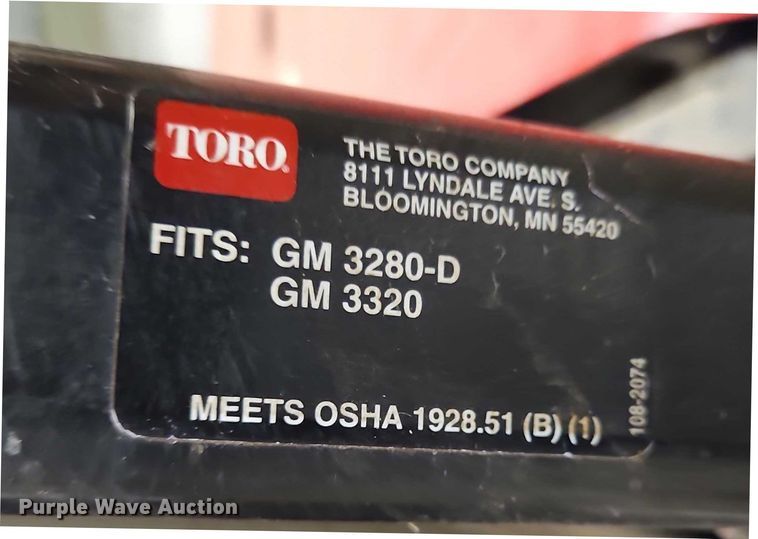 TORO.
THE TORO COMPANY
8111 LYNDALE AVE. S.
BLOOMINGTON, MN 55420
FITS: GM 3280-D
GM 3320
MEETS OSHA 1928.51 (B) (1)
108-2074
Purple Wave Auction